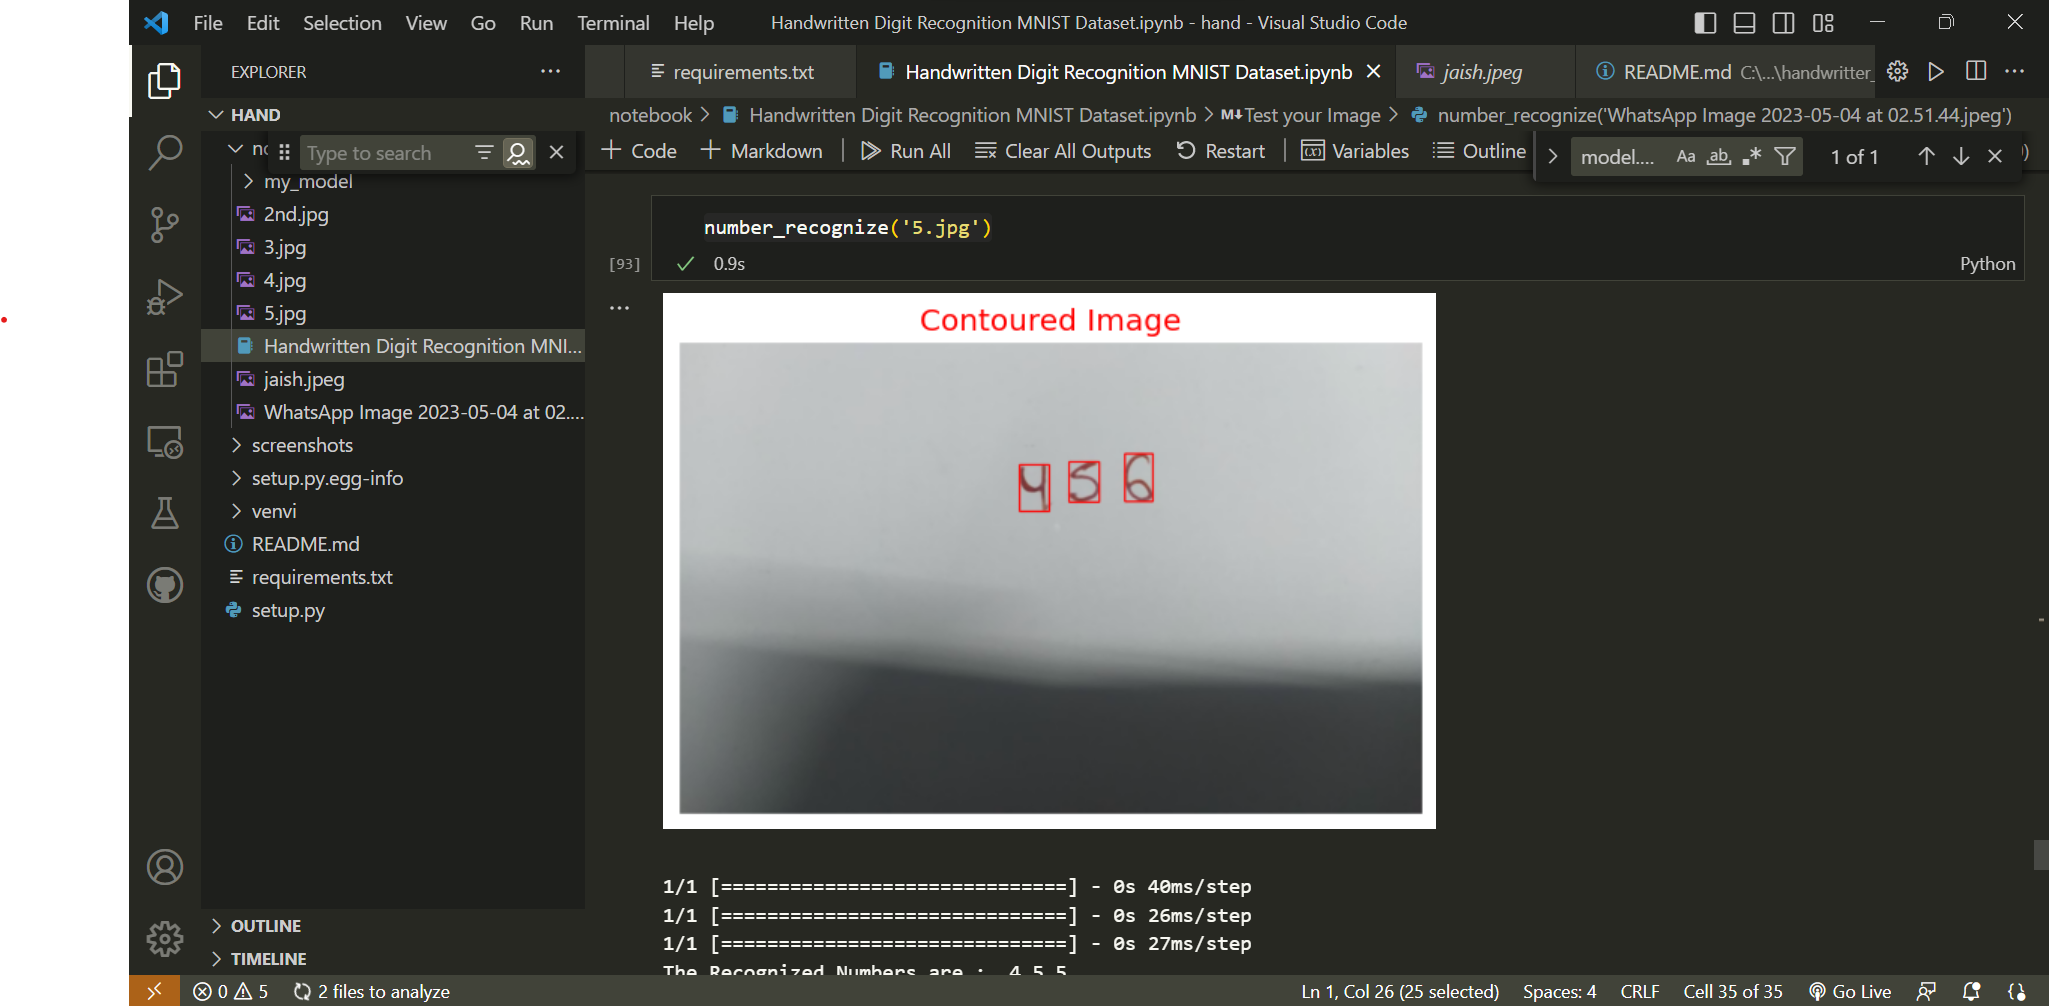 File Edit Selection View Go Run Terminal Help
Handwritten Digit Recognition MNIST Dataset.ipynb - hand - Visual Studio Code
EXPLORER
requirements.txt
Handwritten Digit Recognition MNIST Dataset.ipynb
jaish.jpeg
README.md C:\...\handwritter_
HAND
notebook > Handwritten Digit Recognition MNIST Dataset.ipynb > M↓Test your Image > number_recognize('WhatsApp Image 2023-05-04 at 02.51.44.jpeg')
Type to search
+ Code + Markdown | Run All Clear All Outputs Restart | Variables Outline
model.... Aa ab .* 1 of 1
my_model
2nd.jpg
3.jpg
4.jpg
5.jpg
Handwritten Digit Recognition MNI...
jaish.jpeg
WhatsApp Image 2023-05-04 at 02....
screenshots
setup.py.egg-info
venvi
README.md
requirements.txt
setup.py
OUTLINE
TIMELINE
number_recognize('5.jpg')
[93] ✓ 0.9s Python
Contoured Image
4 5 6
1/1 [==============================] - 0s 40ms/step
1/1 [==============================] - 0s 26ms/step
1/1 [==============================] - 0s 27ms/step
The Recognized Numbers are : 4 5 5
0 5 2 files to analyze
Ln 1, Col 26 (25 selected) Spaces: 4 CRLF Cell 35 of 35 Go Live